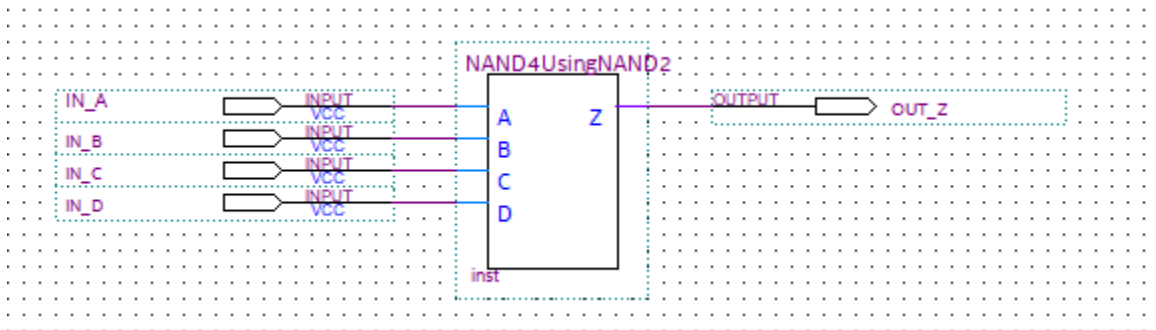 NAND4UsingNAND2
IN_A INPUT OUTPUT
VCC A Z OUT_Z
IN_B INPUT
VCC B
IN_C INPUT
VCC C
IN_D INPUT
VCC D
inst